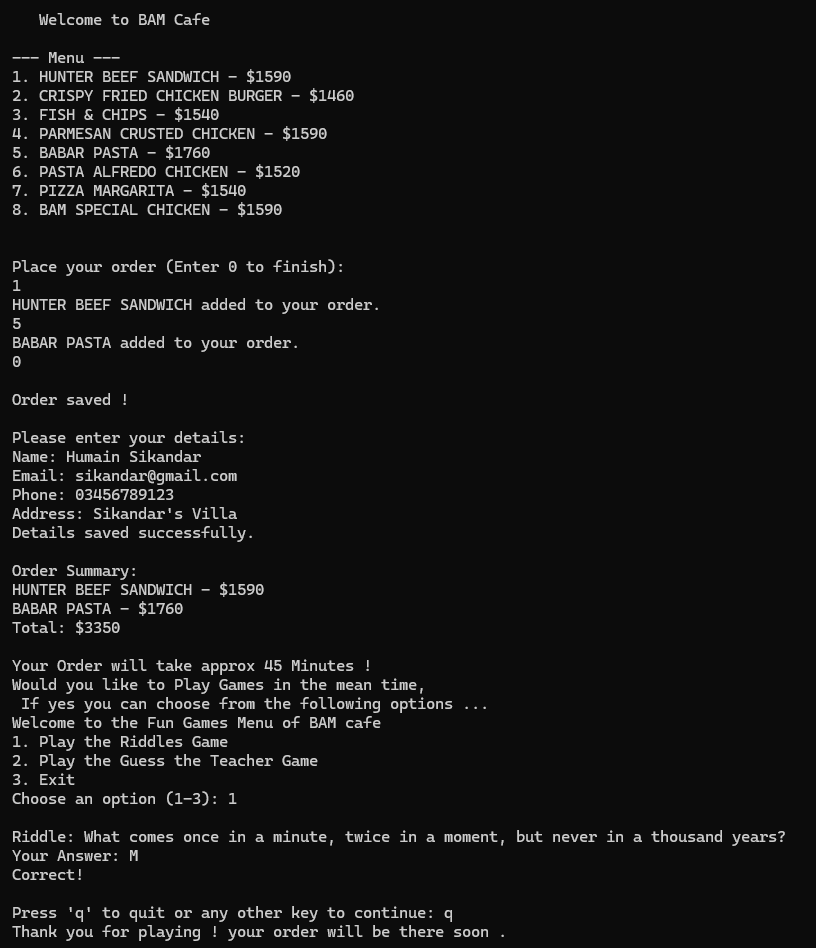 Welcome to BAM Cafe
--- Menu ---
1. HUNTER BEEF SANDWICH - $1590
2. CRISPY FRIED CHICKEN BURGER - $1460
3. FISH & CHIPS - $1540
4. PARMESAN CRUSTED CHICKEN - $1590
5. BABAR PASTA - $1760
6. PASTA ALFREDO CHICKEN - $1520
7. PIZZA MARGARITA - $1540
8. BAM SPECIAL CHICKEN - $1590
Place your order (Enter 0 to finish):
1
HUNTER BEEF SANDWICH added to your order.
5
BABAR PASTA added to your order.
0
Order saved !
Please enter your details:
Name: Humain Sikandar
Email: sikandar@gmail.com
Phone: 03456789123
Address: Sikandar's Villa
Details saved successfully.
Order Summary:
HUNTER BEEF SANDWICH - $1590
BABAR PASTA - $1760
Total: $3350
Your Order will take approx 45 Minutes !
Would you like to Play Games in the mean time,
If yes you can choose from the following options ...
Welcome to the Fun Games Menu of BAM cafe
1. Play the Riddles Game
2. Play the Guess the Teacher Game
3. Exit
Choose an option (1-3): 1
Riddle: What comes once in a minute, twice in a moment, but never in a thousand years?
Your Answer: M
Correct!
Press 'q' to quit or any other key to continue: q
Thank you for playing ! your order will be there soon .